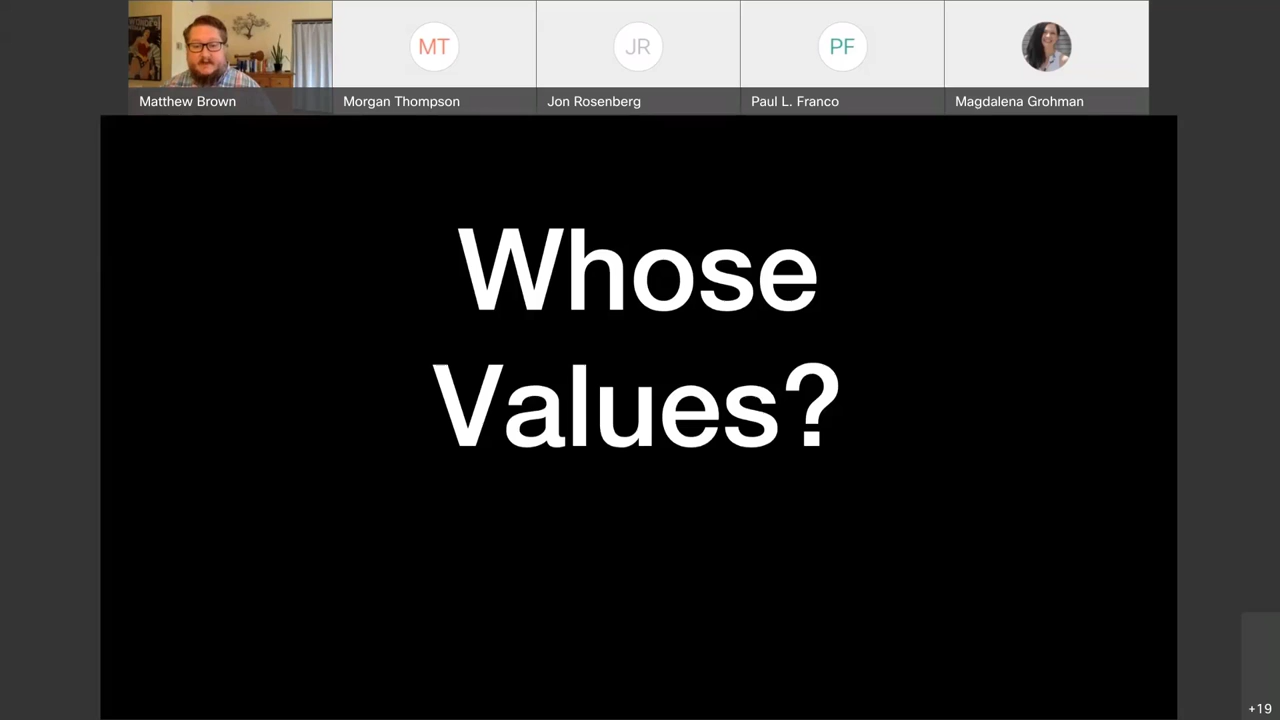 MT
JR
PF
Matthew Brown
Morgan Thompson
Jon Rosenberg
Paul L. Franco
Magdalena Grohman
Whose
Values?
+19